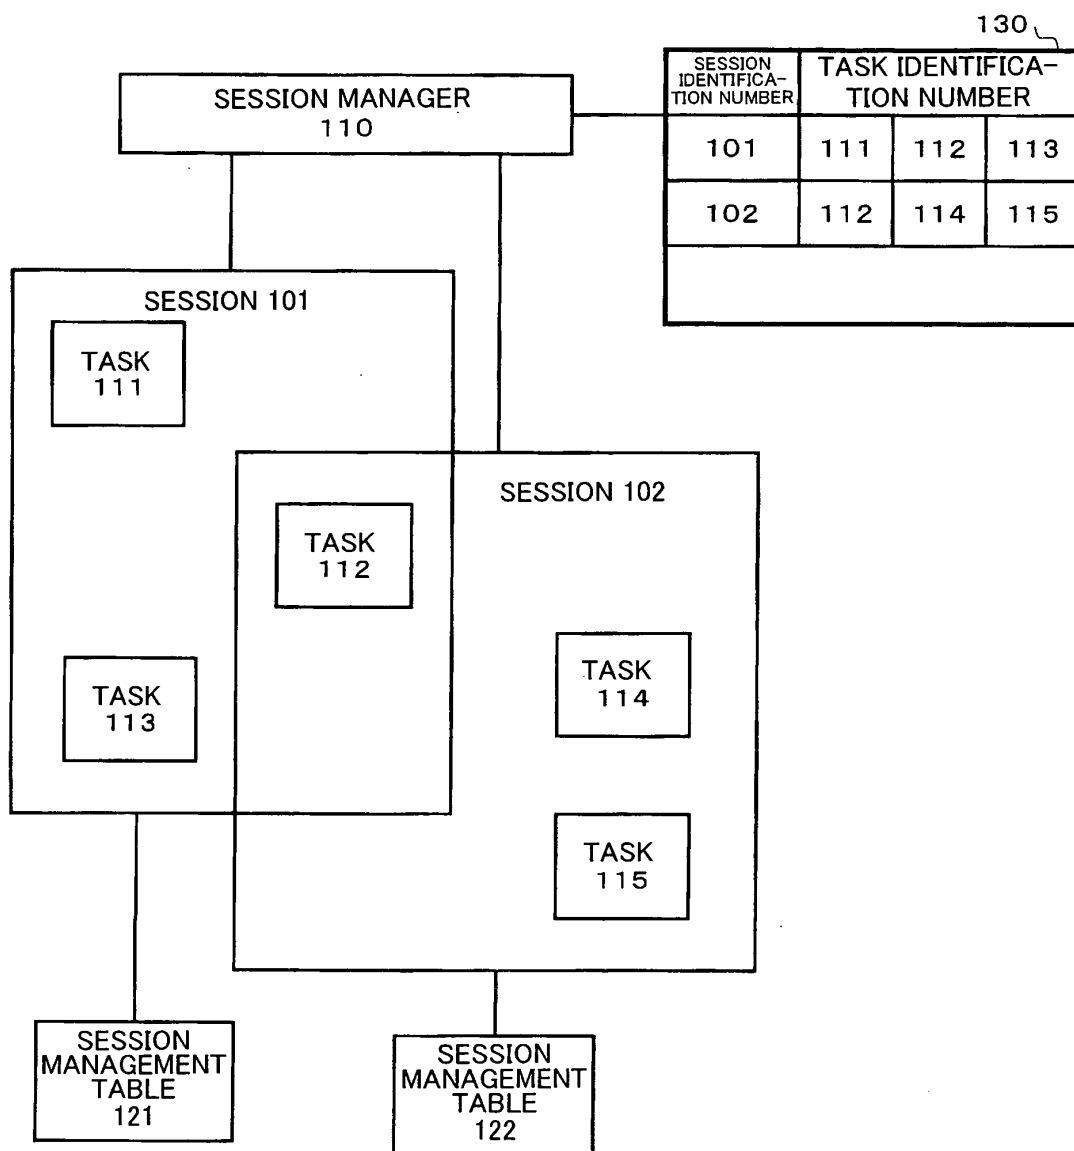 130
SESSION
IDENTIFICA-
TION NUMBER
TASK IDENTIFICA-
TION NUMBER
101 111 112 113
102 112 114 115
SESSION MANAGER
110
SESSION 101
TASK
111
SESSION 102
TASK
112
TASK
113
TASK
114
TASK
115
SESSION
MANAGEMENT
TABLE
121
SESSION
MANAGEMENT
TABLE
122